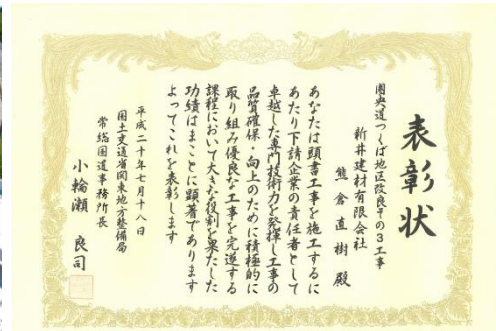 表彰状
圏央道つくば地区改良その3工事
新井建材有限会社
熊倉直樹 殿
あなたは頭書工事を施工するに
あたり下請企業の責任者として
卓越した専門技術力を発揮し工事の
品質確保・向上のために積極的に
取り組み優良な工事を完遂する
課程において大きな役割を果たした
功績はまことに顕著であります
よってこれを表彰します
平成二十年七月十八日
国土交通省関東地方整備局
常総国道事務所長
小輪瀬良司